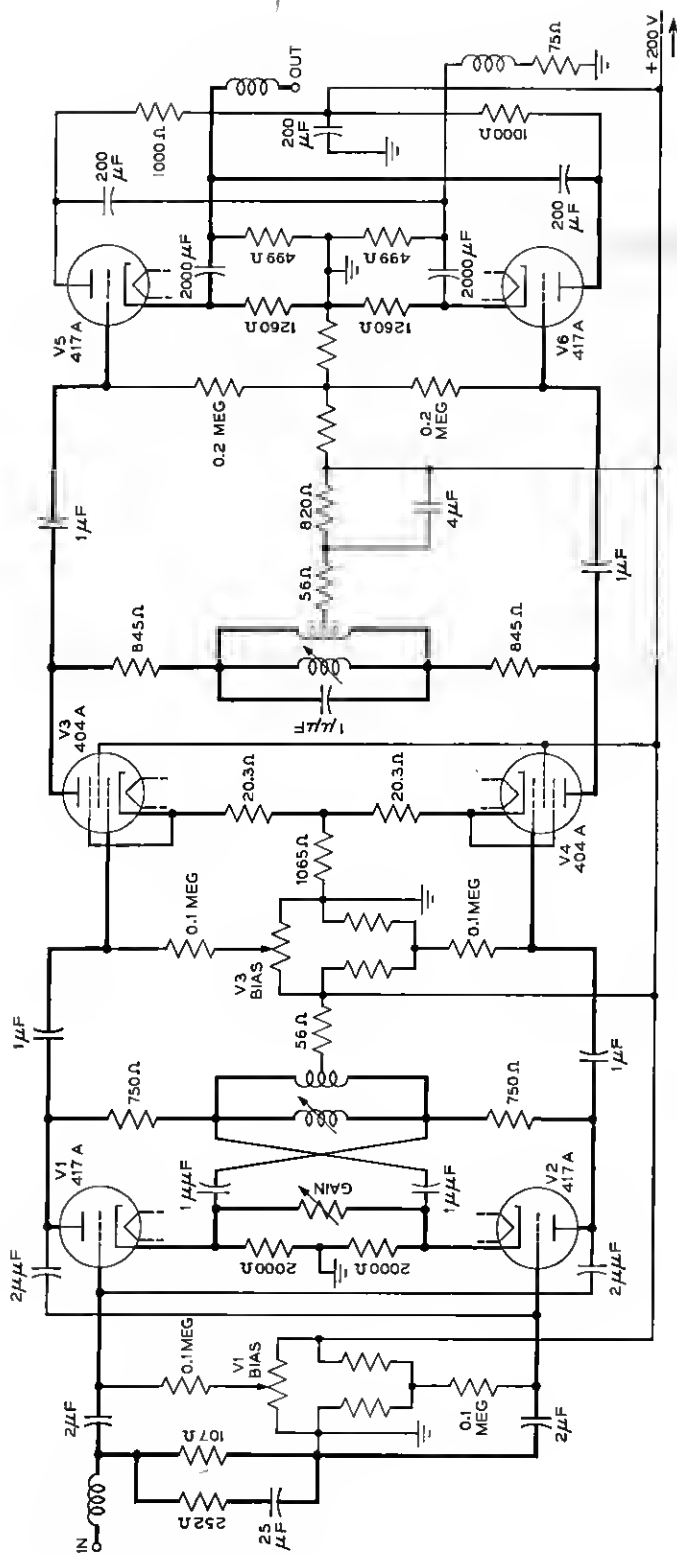 IN
252Ω
25
μF
107Ω
2μF
2μF
0.1MEG
V1
BIAS
0.1
MEG
2μμF
V1
417A
2000Ω
2000Ω
GAIN
1μμF
1μμF
V2
417A
2μμF
750Ω
750Ω
1μF
1μF
56Ω
V3
BIAS
0.1 MEG
0.1 MEG
1065Ω
20.3Ω
20.3Ω
V3
404A
V4
404A
845Ω
845Ω
1μμF
56Ω
820Ω
4μF
1μF
1μF
0.2 MEG
0.2
MEG
V5
417A
V6
417A
1260Ω
1260Ω
2000μF
2000μF
499Ω
499Ω
200
μF
200
μF
200
μF
1000Ω
1000Ω
OUT
75Ω
+200V